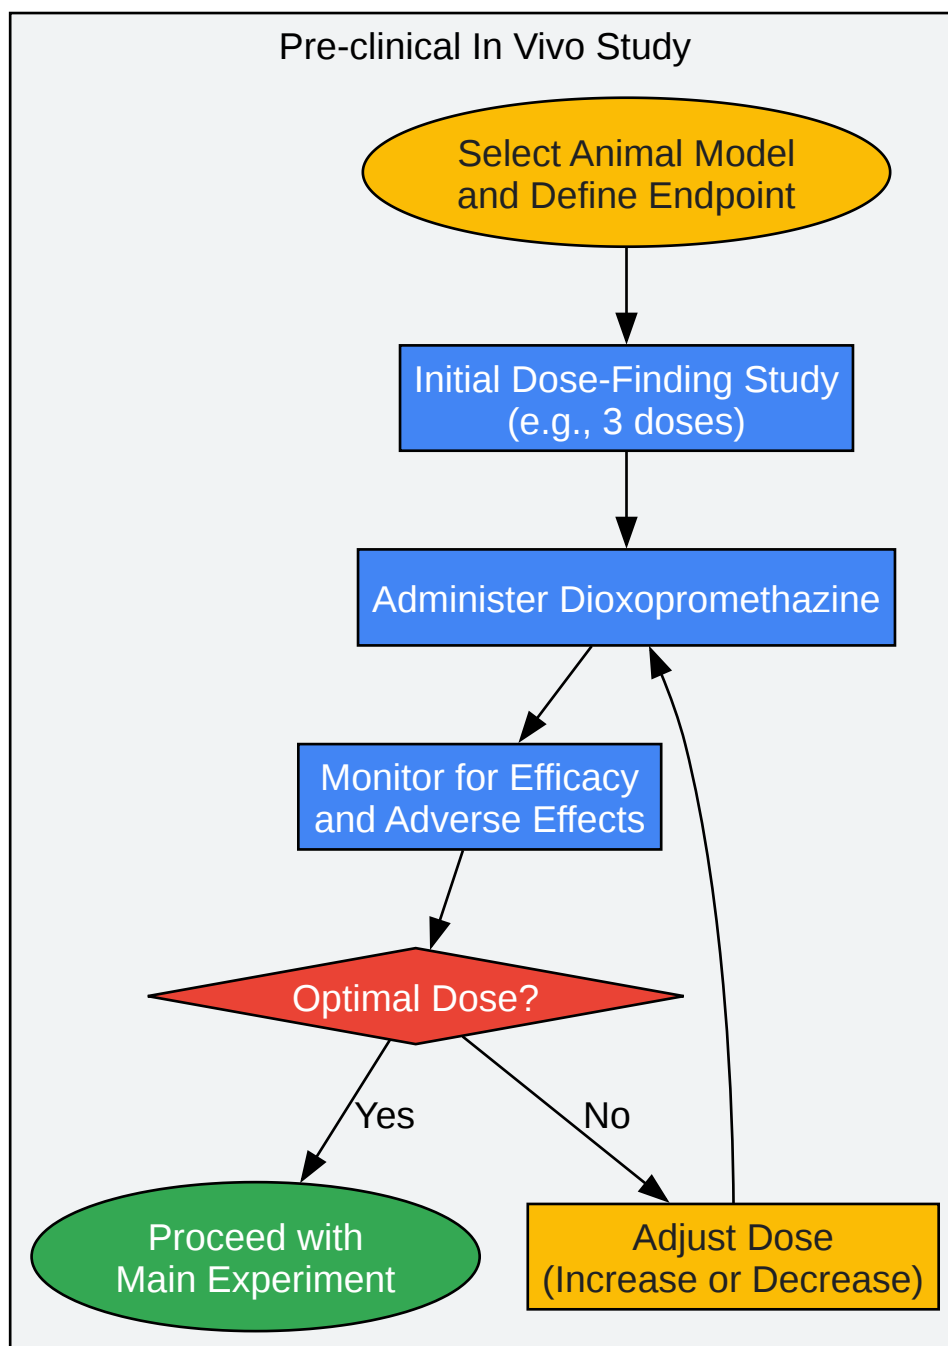 Pre-clinical In Vivo Study
Select Animal Model
and Define Endpoint
Initial Dose-Finding Study
(e.g., 3 doses)
Administer Dioxopromethazine
Monitor for Efficacy
and Adverse Effects
Optimal Dose?
Yes
No
Proceed with
Main Experiment
Adjust Dose
(Increase or Decrease)